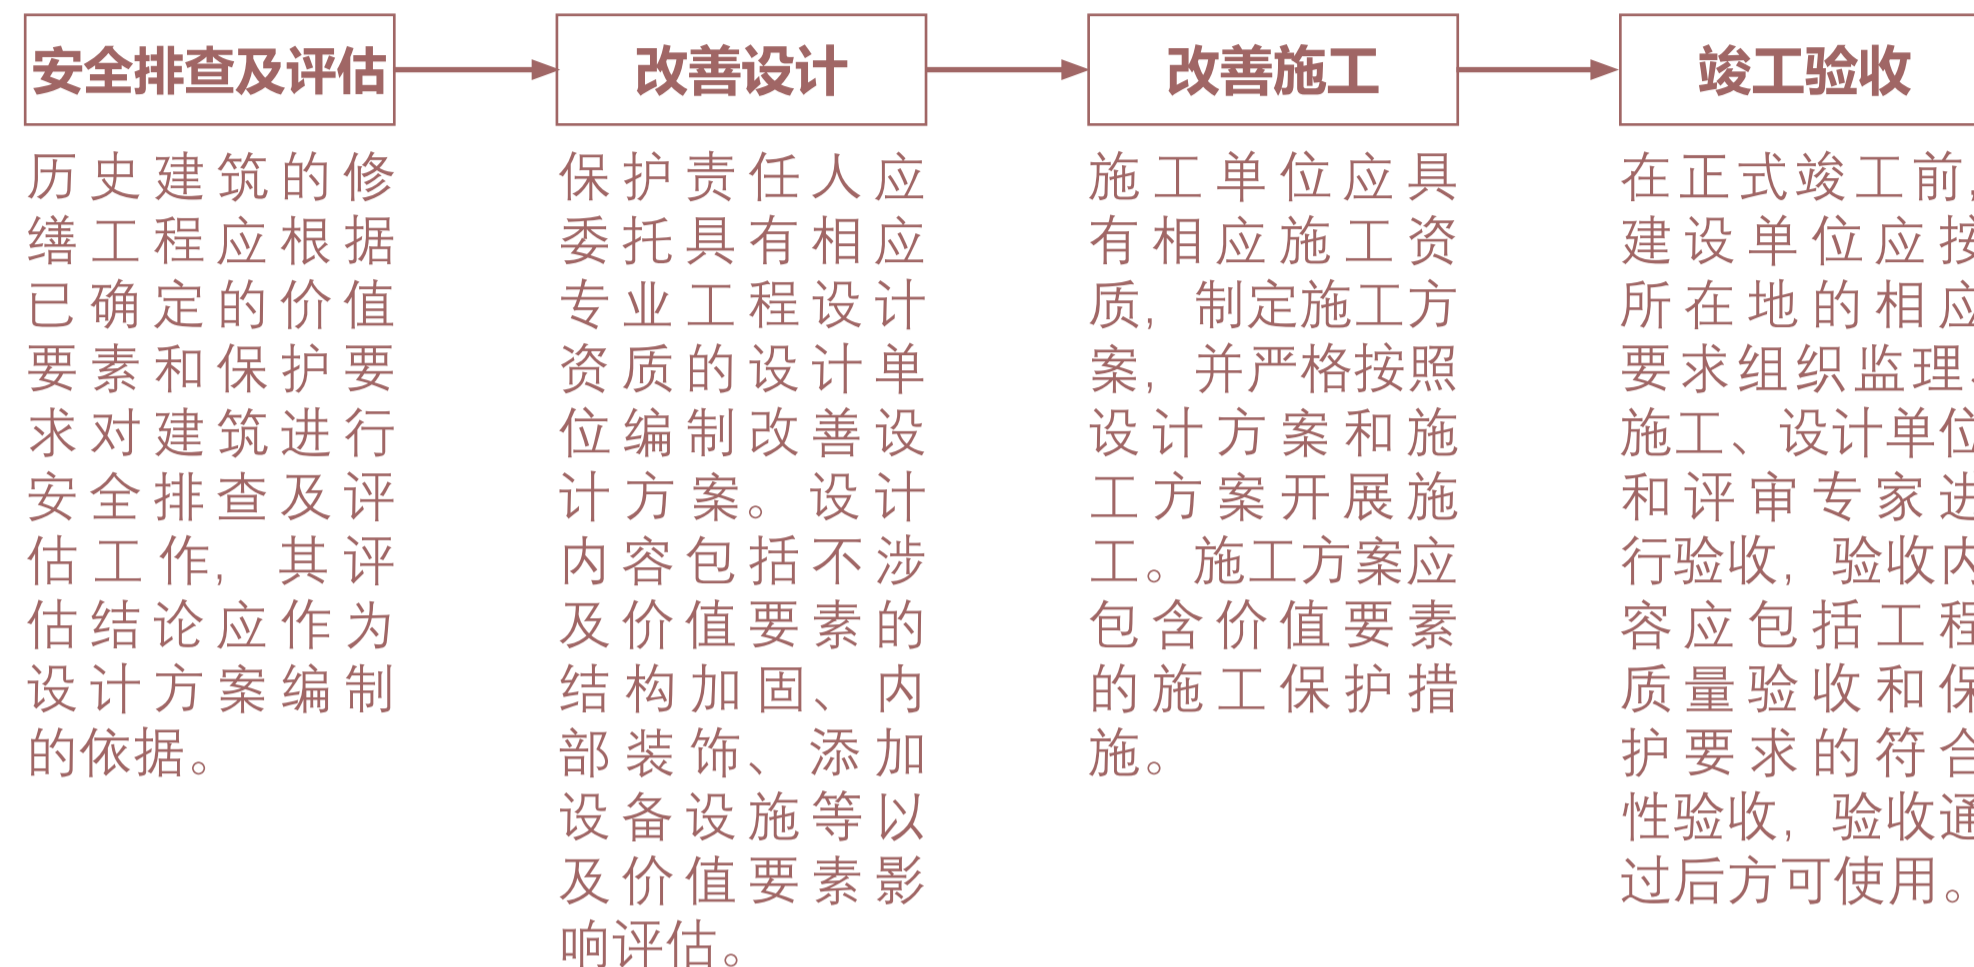 安全排查及评估
历史建筑的修
缮工程应根据
已确定的价值
要素和保护要
求对建筑进行
安全排查及评
估工作，其评
估结论应作为
设计方案编制
的依据。
改善设计
保护责任人应
委托具有相应
专业工程设计
资质的设计单
位编制改善设
计方案。设计
内容包括不涉
及价值要素的
结构加固、内
部装饰、添加
设备设施等以
及价值要素影
响评估。
改善施工
施工单位应具
有相应施工资
质，制定施工方
案，并严格按照
设计方案和施
工方案开展施
工。施工方案应
包含价值要素
的施工保护措
施。
竣工验收
在正式竣工前，
建设单位应按
所在地的相应
要求组织监理、
施工、设计单位
和评审专家进
行验收，验收内
容应包括工程
质量验收和保
护要求的符合
性验收，验收通
过后方可使用。